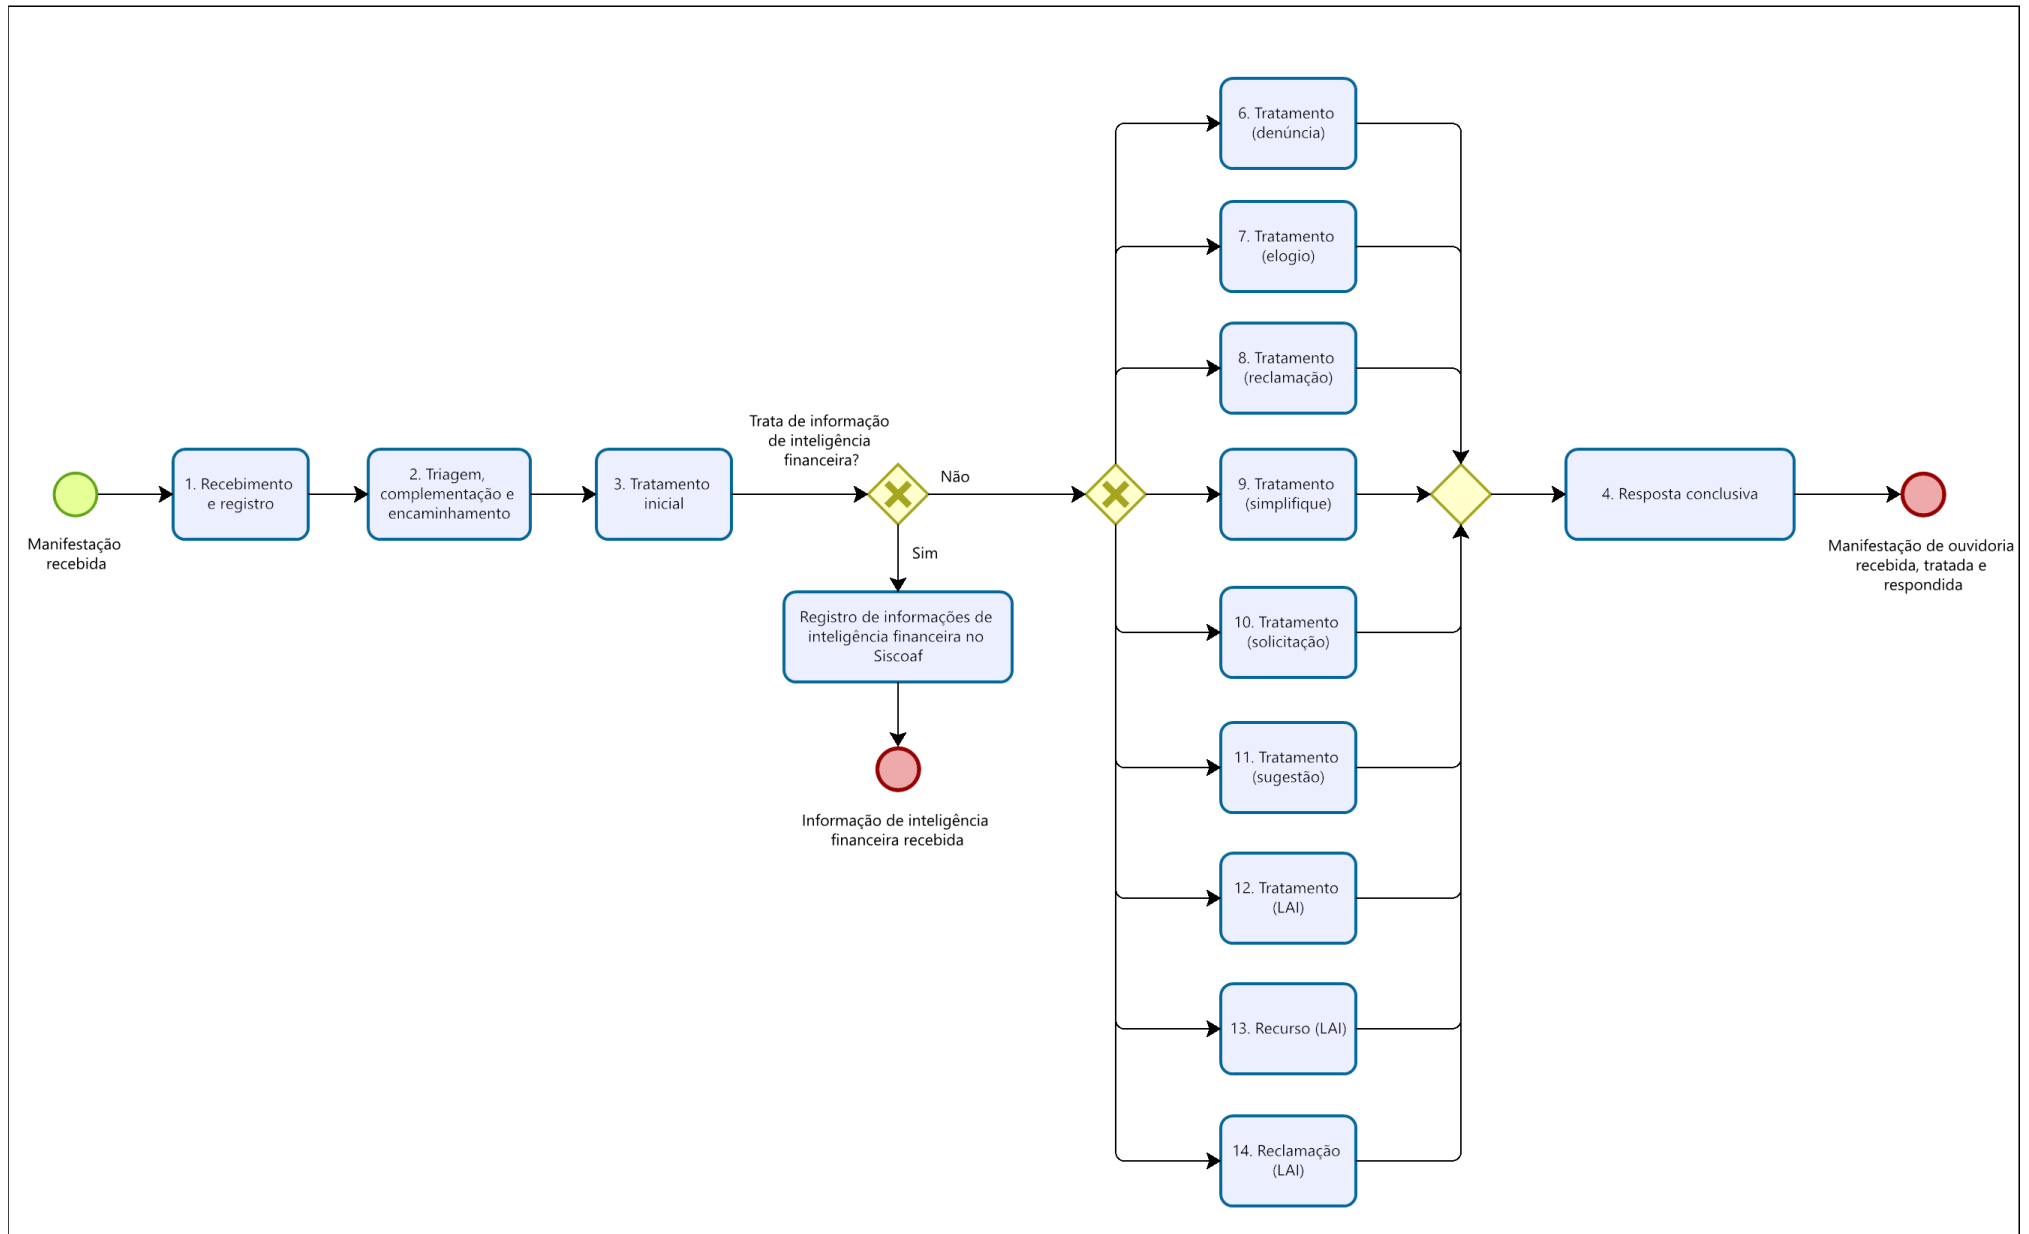 6. Tratamento
(denúncia)
7. Tratamento
(elogio)
8. Tratamento
(reclamação)
Trata de informação
de inteligência
financeira?
Manifestação
recebida
1. Recebimento
e registro
2. Triagem,
complementação e
encaminhamento
3. Tratamento
inicial
Não
Sim
9. Tratamento
(simplifique)
4. Resposta conclusiva
Manifestação de ouvidoria
recebida, tratada e
respondida
Registro de informações de
inteligência financeira no
Siscoaf
Informação de inteligência
financeira recebida
10. Tratamento
(solicitação)
11. Tratamento
(sugestão)
12. Tratamento
(LAI)
13. Recurso (LAI)
14. Reclamação
(LAI)